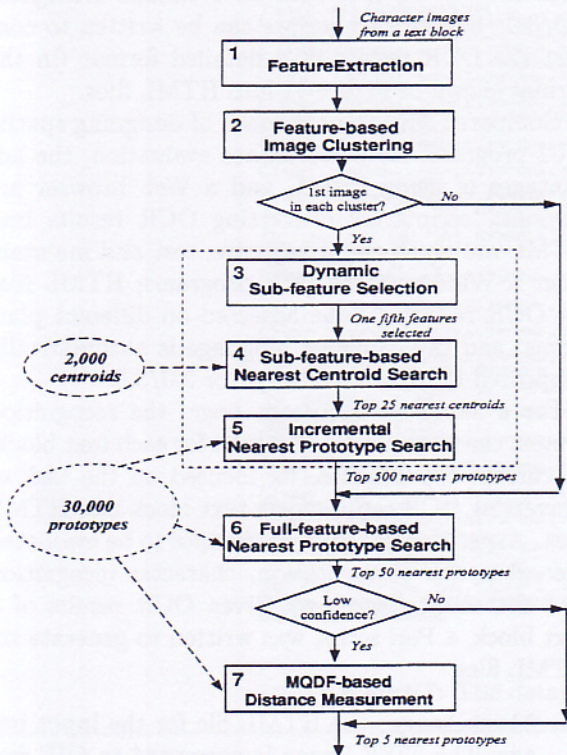 Character images
from a text block
1
FeatureExtraction
2
Feature-based
Image Clustering
1st image
in each cluster?
No
Yes
3
Dynamic
Sub-feature Selection
One fifth features
selected
2,000
centroids
4
Sub-feature-based
Nearest Centroid Search
Top 25 nearest centroids
5
Incremental
Nearest Prototype Search
Top 500 nearest prototypes
30,000
prototypes
6
Full-feature-based
Nearest Prototype Search
Top 50 nearest prototypes
Low
confidence?
No
Yes
7
MQDF-based
Distance Measurement
Top 5 nearest prototypes